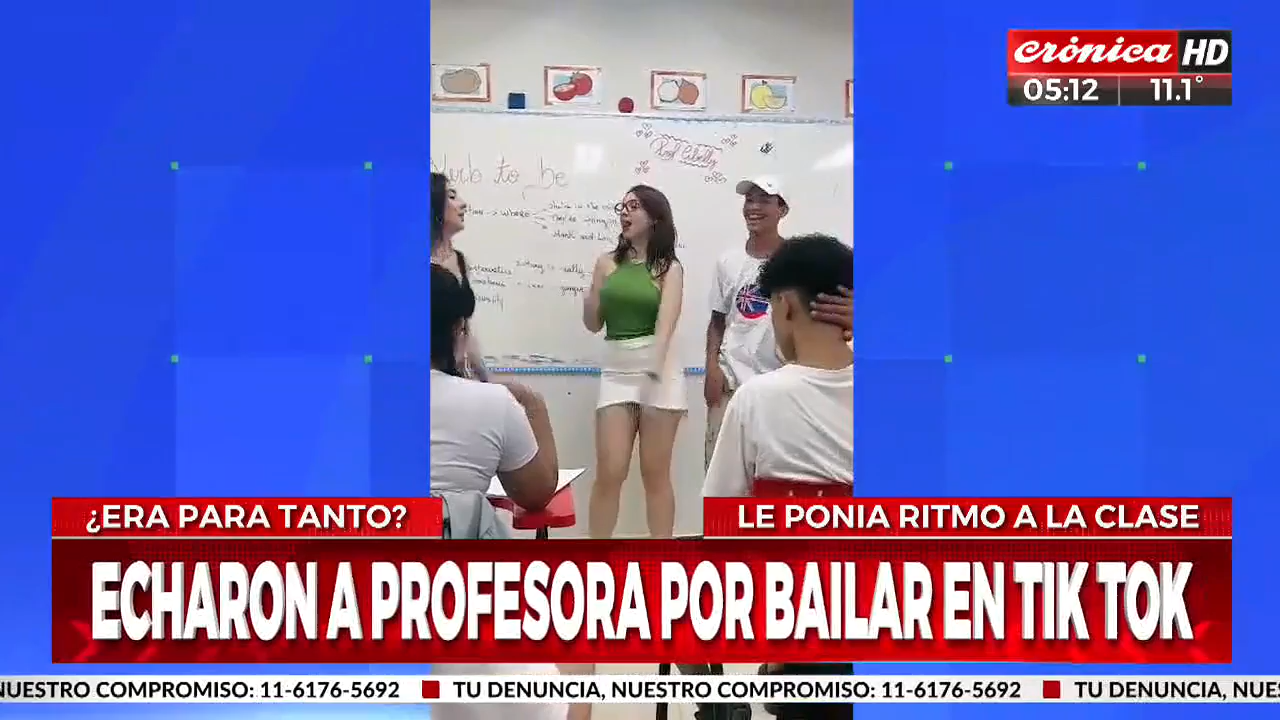 crónica HD
05:12 11.1°
Verb to be
where
¿ERA PARA TANTO?
LE PONIA RITMO A LA CLASE
ECHARON A PROFESORA POR BAILAR EN TIK TOK
NUESTRO COMPROMISO: 11-6176-5692 TU DENUNCIA, NUESTRO COMPROMISO: 11-6176-5692 TU DENUNCIA, NUES